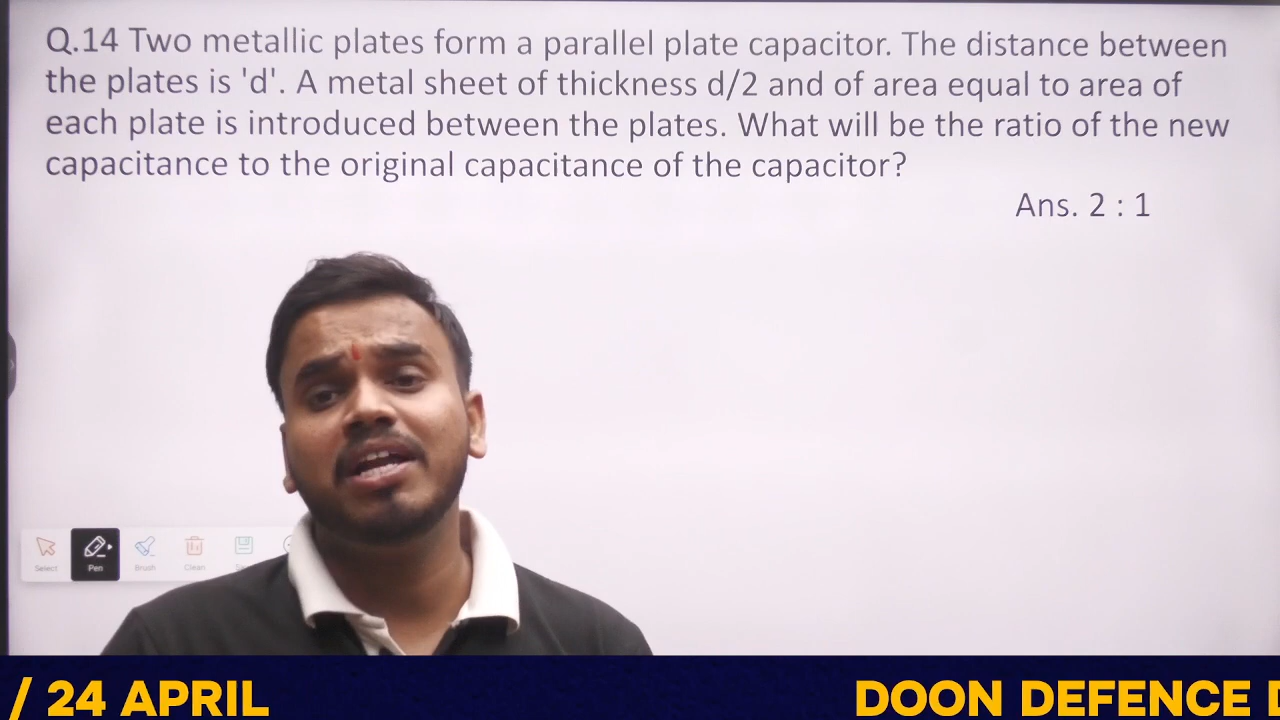 Q.14 Two metallic plates form a parallel plate capacitor. The distance between
the plates is 'd'. A metal sheet of thickness d/2 and of area equal to area of
each plate is introduced between the plates. What will be the ratio of the new
capacitance to the original capacitance of the capacitor?
Ans. 2 : 1
Select
Pen
Brush
Clean
/ 24 APRIL
DOON DEFENCE